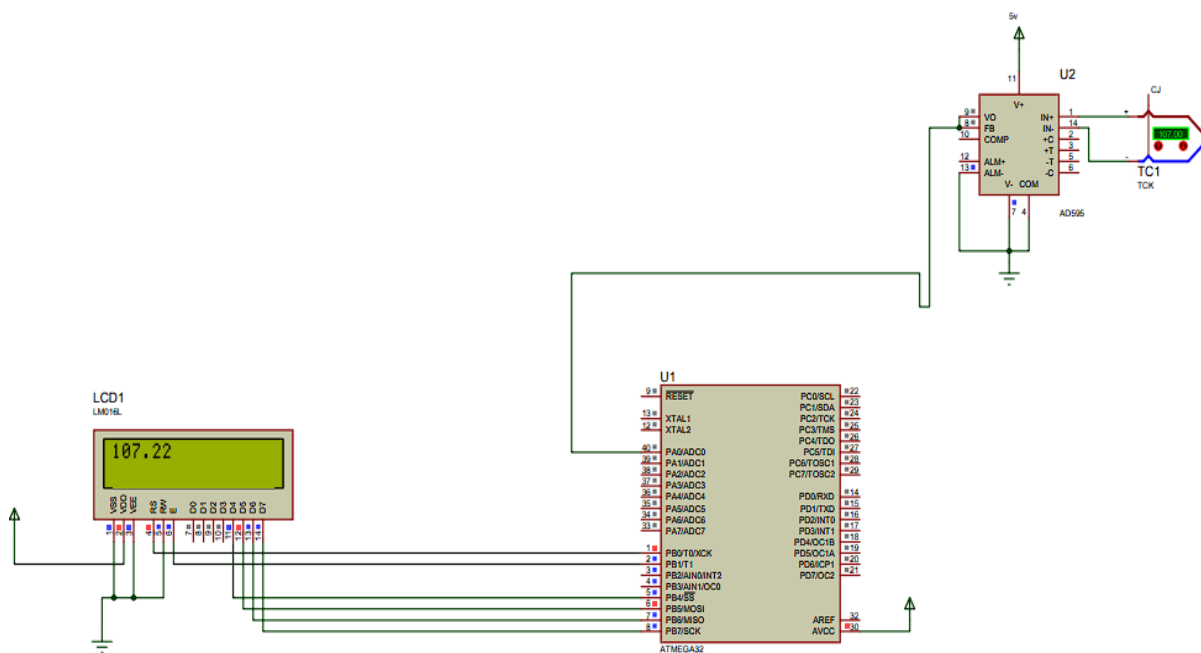 5v
U2
11
V+
9 VO IN+ 1
8 FB IN- 14
10 COMP +C 2
+T 3
12 ALM+ -T 5
13 ALM- -C 6
V- COM
7 4
AD595
CJ
+
107.00
-
TC1
TCK
LCD1
LM016L
107.22
VSS VDD VEE RS RW E D0 D1 D2 D3 D4 D5 D6 D7
1 2 3 4 5 6 7 8 9 10 11 12 13 14
U1
9 RESET PC0/SCL 22
PC1/SDA 23
13 XTAL1 PC2/TCK 24
12 XTAL2 PC3/TMS 25
PC4/TDO 26
40 PA0/ADC0 PC5/TDI 27
39 PA1/ADC1 PC6/TOSC1 28
38 PA2/ADC2 PC7/TOSC2 29
37 PA3/ADC3
36 PA4/ADC4 PD0/RXD 14
35 PA5/ADC5 PD1/TXD 15
34 PA6/ADC6 PD2/INT0 16
33 PA7/ADC7 PD3/INT1 17
PD4/OC1B 18
1 PB0/T0/XCK PD5/OC1A 19
2 PB1/T1 PD6/ICP1 20
3 PB2/AIN0/INT2 PD7/OC2 21
4 PB3/AIN1/OC0
5 PB4/SS
6 PB5/MOSI
7 PB6/MISO AREF 32
8 PB7/SCK AVCC 30
ATMEGA32